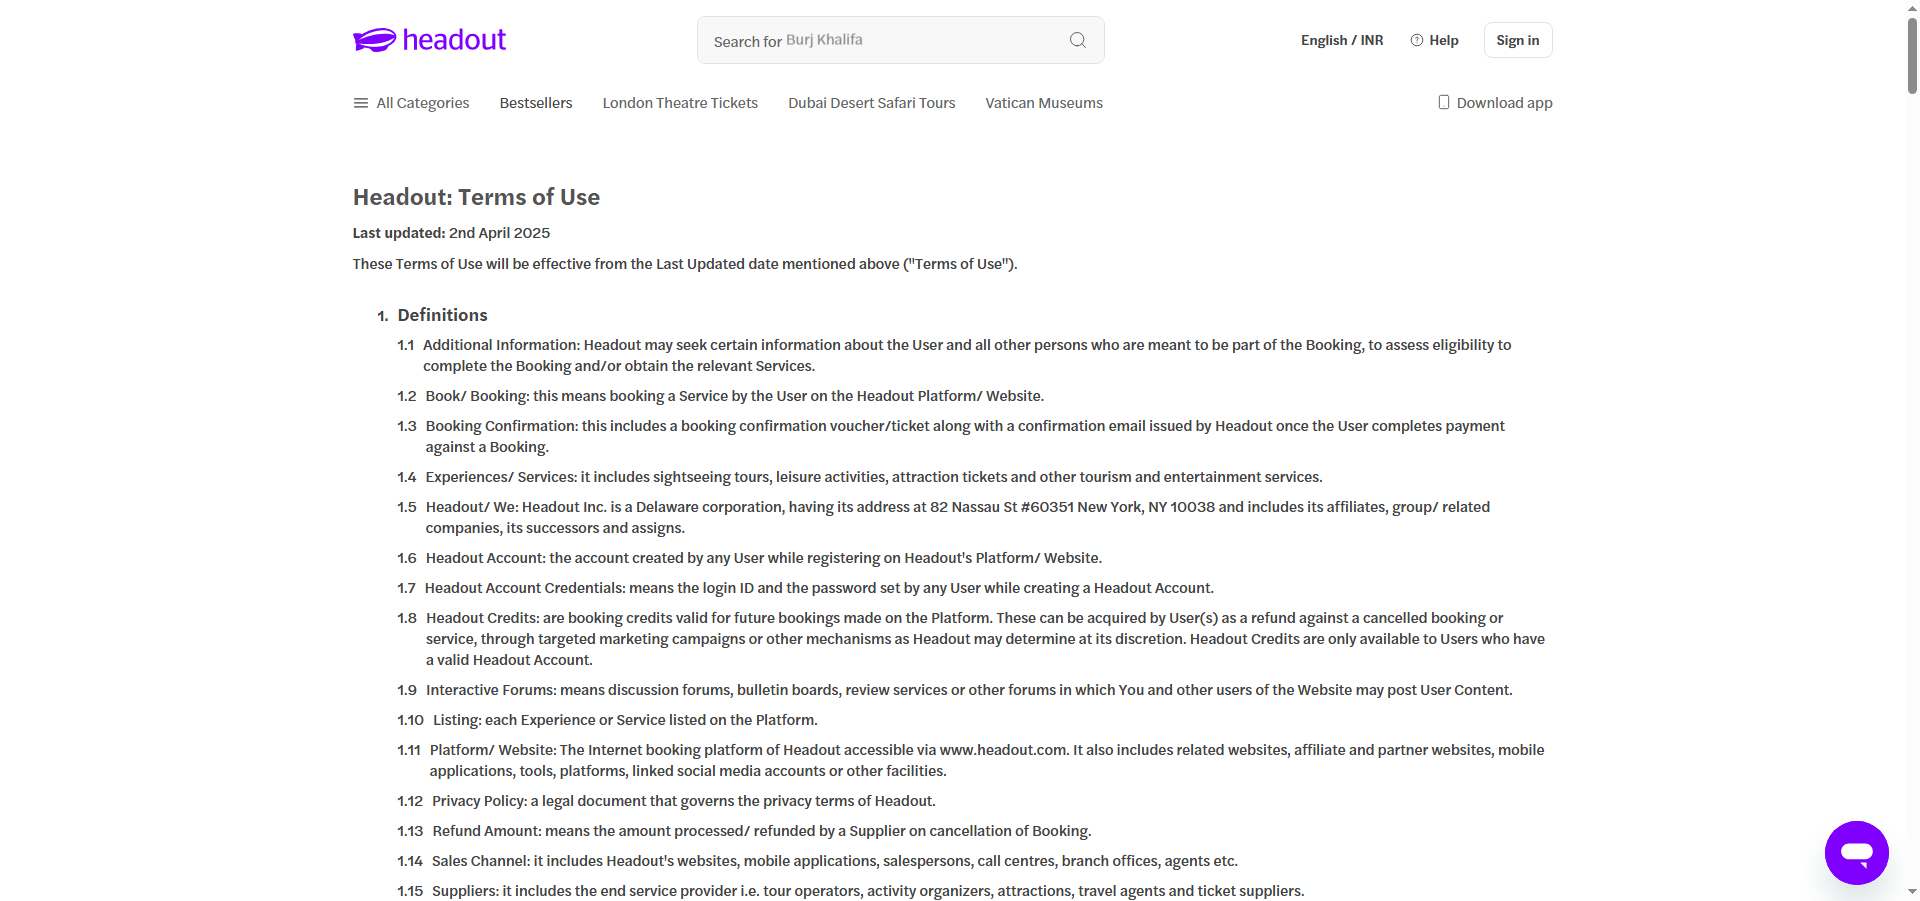 headout
Search for Burj Khalifa
English / INR
Help
Sign in
All Categories
Bestsellers
London Theatre Tickets
Dubai Desert Safari Tours
Vatican Museums
Download app
Headout: Terms of Use
Last updated: 2nd April 2025
These Terms of Use will be effective from the Last Updated date mentioned above ("Terms of Use").
1. Definitions
1.1 Additional Information: Headout may seek certain information about the User and all other persons who are meant to be part of the Booking, to assess eligibility to
complete the Booking and/or obtain the relevant Services.
1.2 Book/ Booking: this means booking a Service by the User on the Headout Platform/ Website.
1.3 Booking Confirmation: this includes a booking confirmation voucher/ticket along with a confirmation email issued by Headout once the User completes payment
against a Booking.
1.4 Experiences/ Services: it includes sightseeing tours, leisure activities, attraction tickets and other tourism and entertainment services.
1.5 Headout/ We: Headout Inc. is a Delaware corporation, having its address at 82 Nassau St #60351 New York, NY 10038 and includes its affiliates, group/ related
companies, its successors and assigns.
1.6 Headout Account: the account created by any User while registering on Headout's Platform/ Website.
1.7 Headout Account Credentials: means the login ID and the password set by any User while creating a Headout Account.
1.8 Headout Credits: are booking credits valid for future bookings made on the Platform. These can be acquired by User(s) as a refund against a cancelled booking or
service, through targeted marketing campaigns or other mechanisms as Headout may determine at its discretion. Headout Credits are only available to Users who have
a valid Headout Account.
1.9 Interactive Forums: means discussion forums, bulletin boards, review services or other forums in which You and other users of the Website may post User Content.
1.10 Listing: each Experience or Service listed on the Platform.
1.11 Platform/ Website: The Internet booking platform of Headout accessible via www.headout.com. It also includes related websites, affiliate and partner websites, mobile
applications, tools, platforms, linked social media accounts or other facilities.
1.12 Privacy Policy: a legal document that governs the privacy terms of Headout.
1.13 Refund Amount: means the amount processed/ refunded by a Supplier on cancellation of Booking.
1.14 Sales Channel: it includes Headout's websites, mobile applications, salespersons, call centres, branch offices, agents etc.
1.15 Suppliers: it includes the end service provider i.e. tour operators, activity organizers, attractions, travel agents and ticket suppliers.